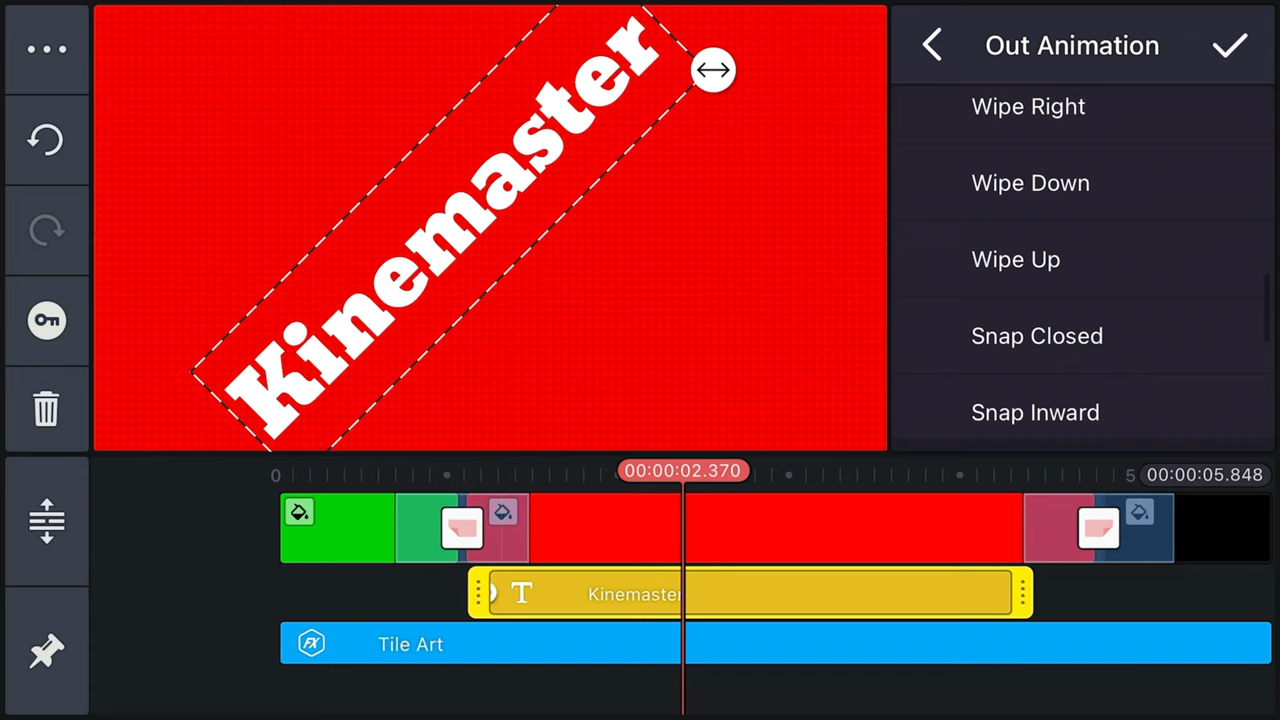 Out Animation
Wipe Right
Wipe Down
Wipe Up
Snap Closed
Snap Inward
Kinemaster
0
00:00:02.370
5
00:00:05.848
T Kinemaster
FX Tile Art